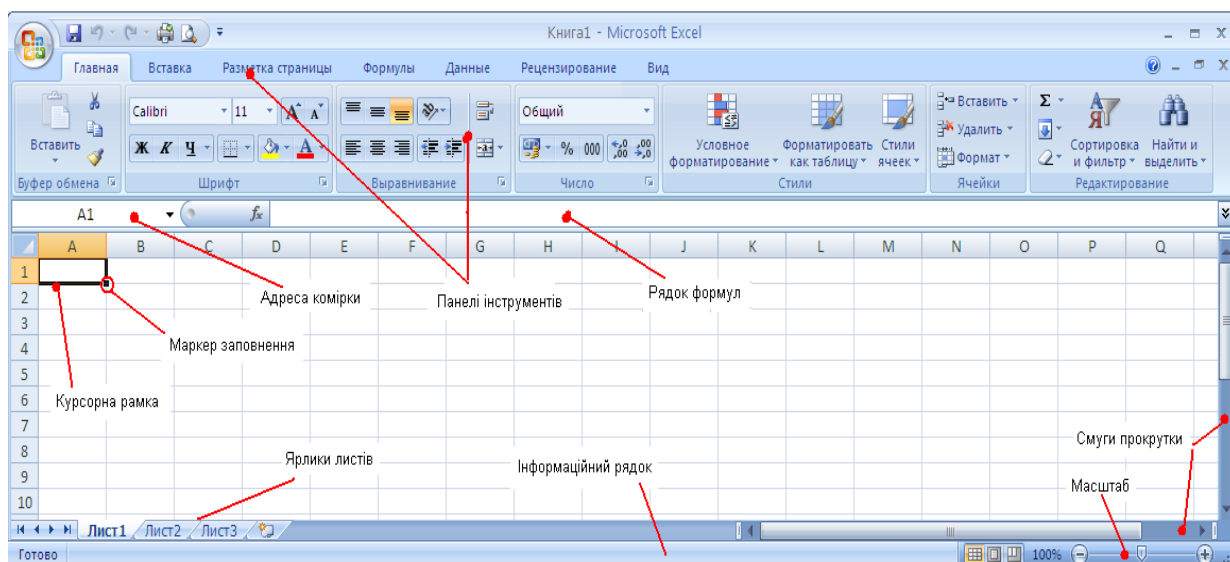 Книга1 - Microsoft Excel
Главная Вставка Разметка страницы Формулы Данные Рецензирование Вид
Calibri 11 Общий
Вставить
Ж К Ч % 000
Условное форматирование
Форматировать как таблицу
Стили ячеек
Вставить
Удалить
Формат
Σ
Сортировка и фильтр
Найти и выделить
Буфер обмена Шрифт Выравнивание Число Стили Ячейки Редактирование
A1 fx
A B C D E F G H I J K L M N O P Q
1
2
3
4
5
6
7
8
9
10
Адреса комірки
Панелі інструментів
Рядок формул
Маркер заповнення
Курсорна рамка
Ярлики листів
Інформаційний рядок
Смуги прокрутки
Масштаб
Лист1 Лист2 Лист3
Готово 100%